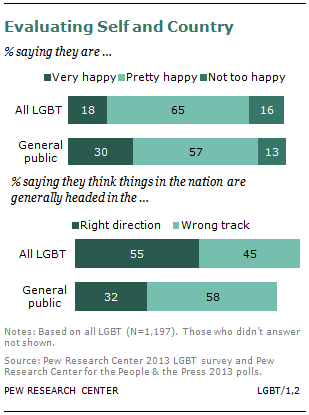 Evaluating Self and Country
% saying they are ...
Very happy Pretty happy Not too happy
All LGBT 18 65 16
General public 30 57 13
% saying they think things in the nation are
generally headed in the ...
Right direction Wrong track
All LGBT 55 45
General public 32 58
Notes: Based on all LGBT (N=1,197). Those who didn't answer
not shown.
Source: Pew Research Center 2013 LGBT survey and Pew
Research Center for the People & the Press 2013 polls.
PEW RESEARCH CENTER LGBT/1,2